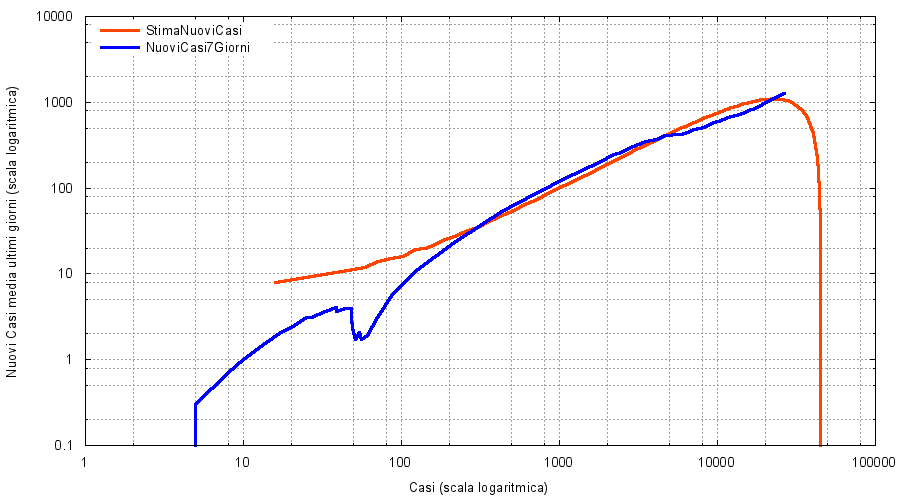 10000
1000
100
10
1
0.1
StimaNuoviCasi
NuoviCasi7Giorni
Nuovi Casi media ultimi giorni (scala logaritmica)
1 10 100 1000 10000 100000
Casi (scala logaritmica)